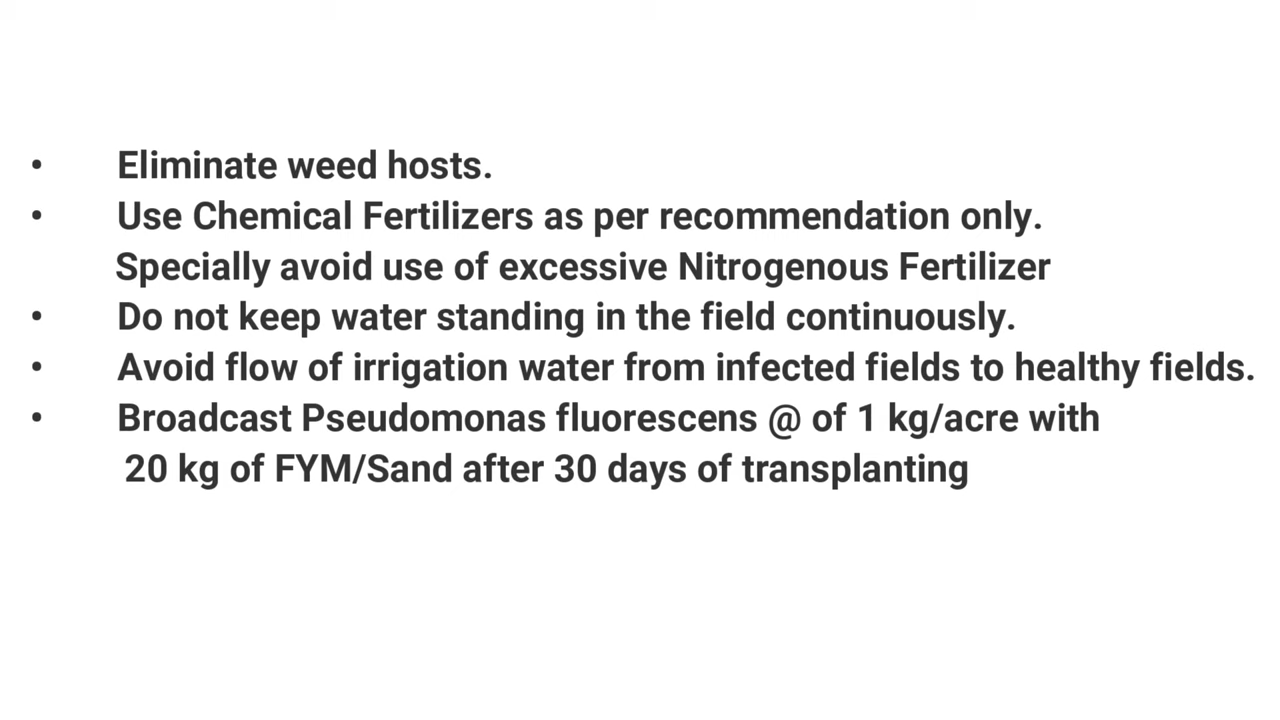 • Eliminate weed hosts.
• Use Chemical Fertilizers as per recommendation only.
Specially avoid use of excessive Nitrogenous Fertilizer
• Do not keep water standing in the field continuously.
• Avoid flow of irrigation water from infected fields to healthy fields.
• Broadcast Pseudomonas fluorescens @ of 1 kg/acre with
20 kg of FYM/Sand after 30 days of transplanting